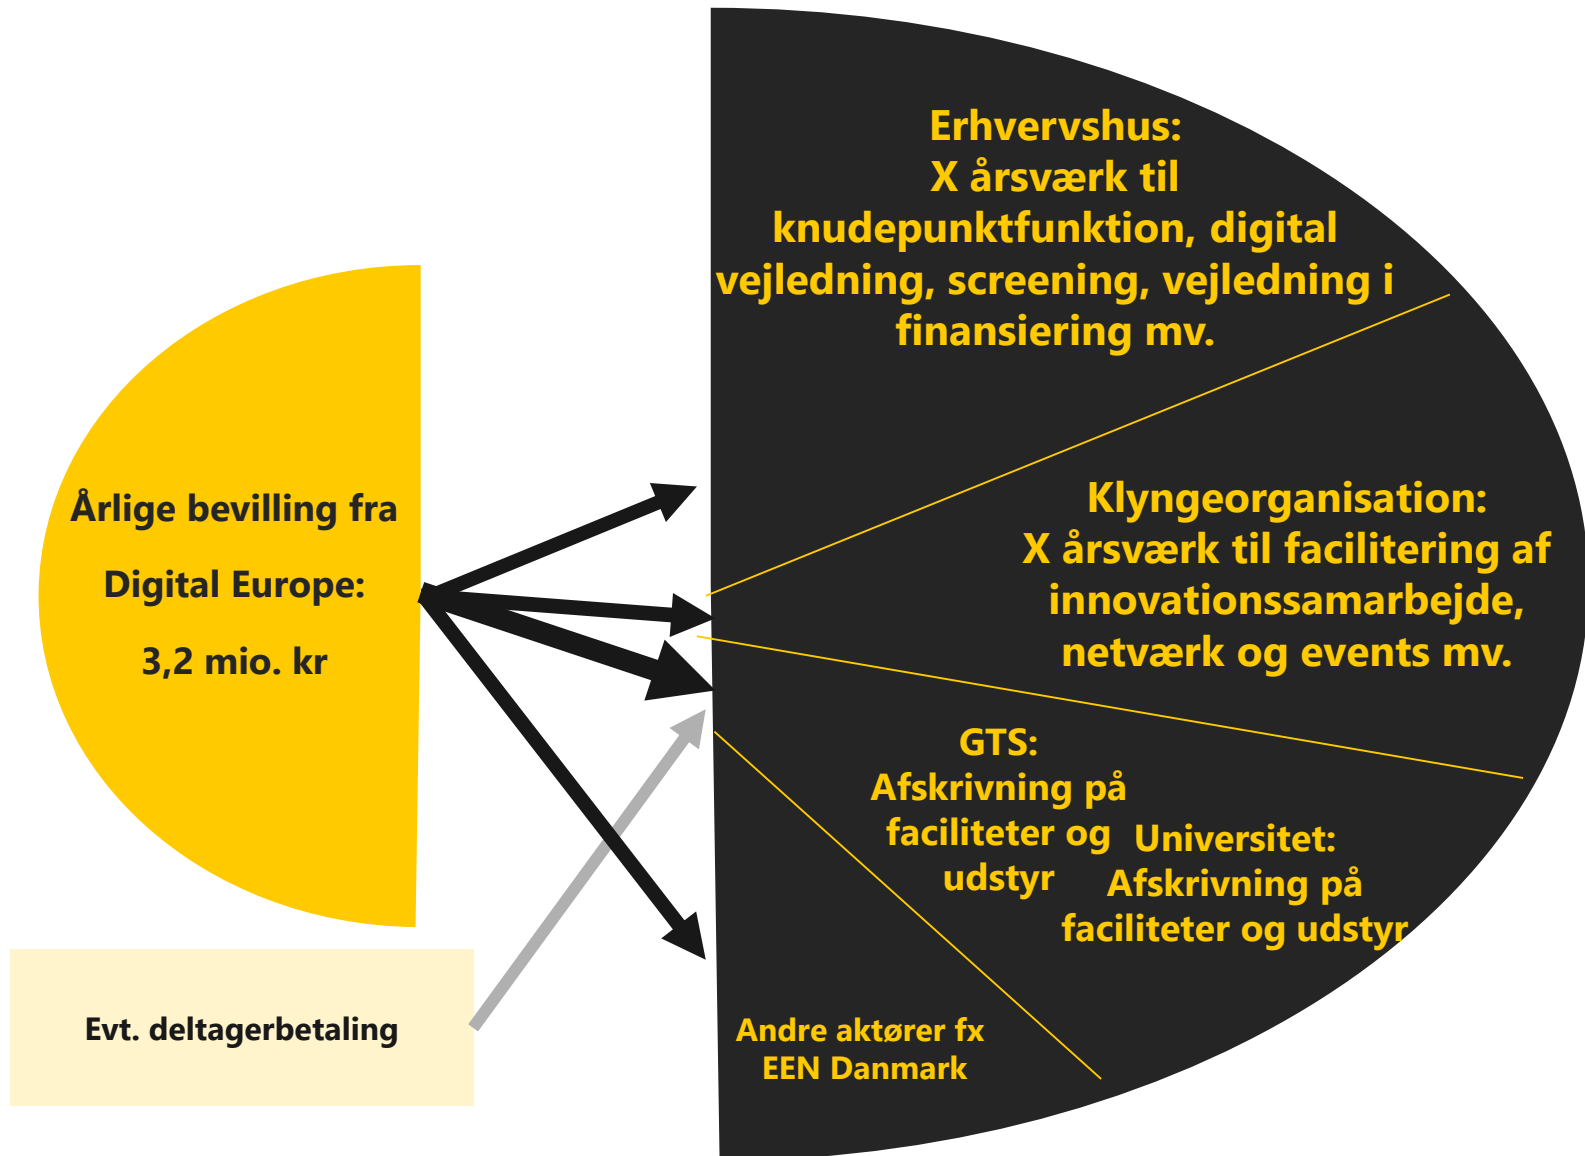 Årlige bevilling fra
Digital Europe:
3,2 mio. kr
Evt. deltagerbetaling
Erhvervshus:
X årsværk til
knudepunktfunktion, digital
vejledning, screening, vejledning i
finansiering mv.
Klyngeorganisation:
X årsværk til facilitering af
innovationssamarbejde,
netværk og events mv.
GTS:
Afskrivning på
faciliteter og
udstyr
Universitet:
Afskrivning på
faciliteter og udstyr
Andre aktører fx
EEN Danmark